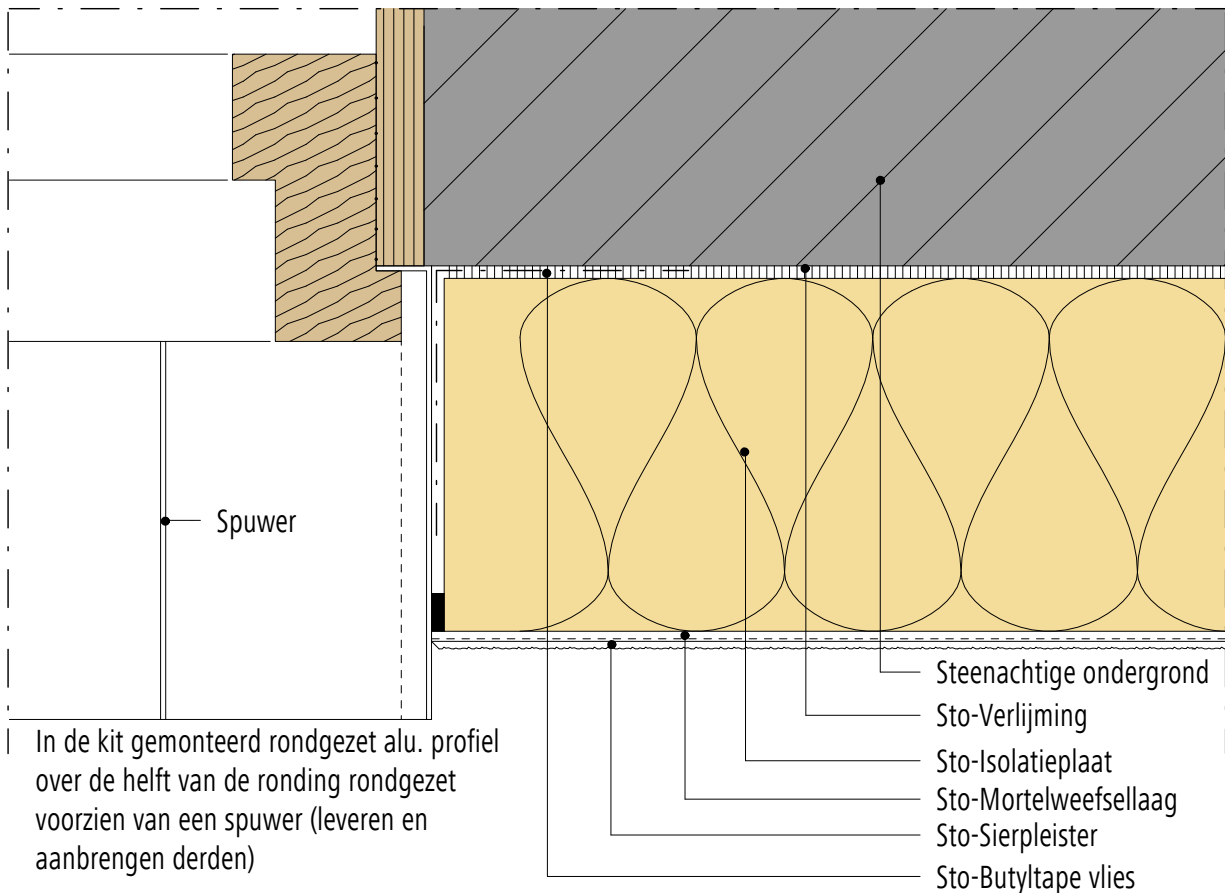 Spuwer
Steenachtige ondergrond
Sto-Verlijming
Sto-Isolatieplaat
Sto-Mortelweefsellaag
Sto-Sierpleister
Sto-Butyltape vlies
In de kit gemonteerd rondgezet alu. profiel
over de helft van de ronding rondgezet
voorzien van een spuwer (leveren en
aanbrengen derden)